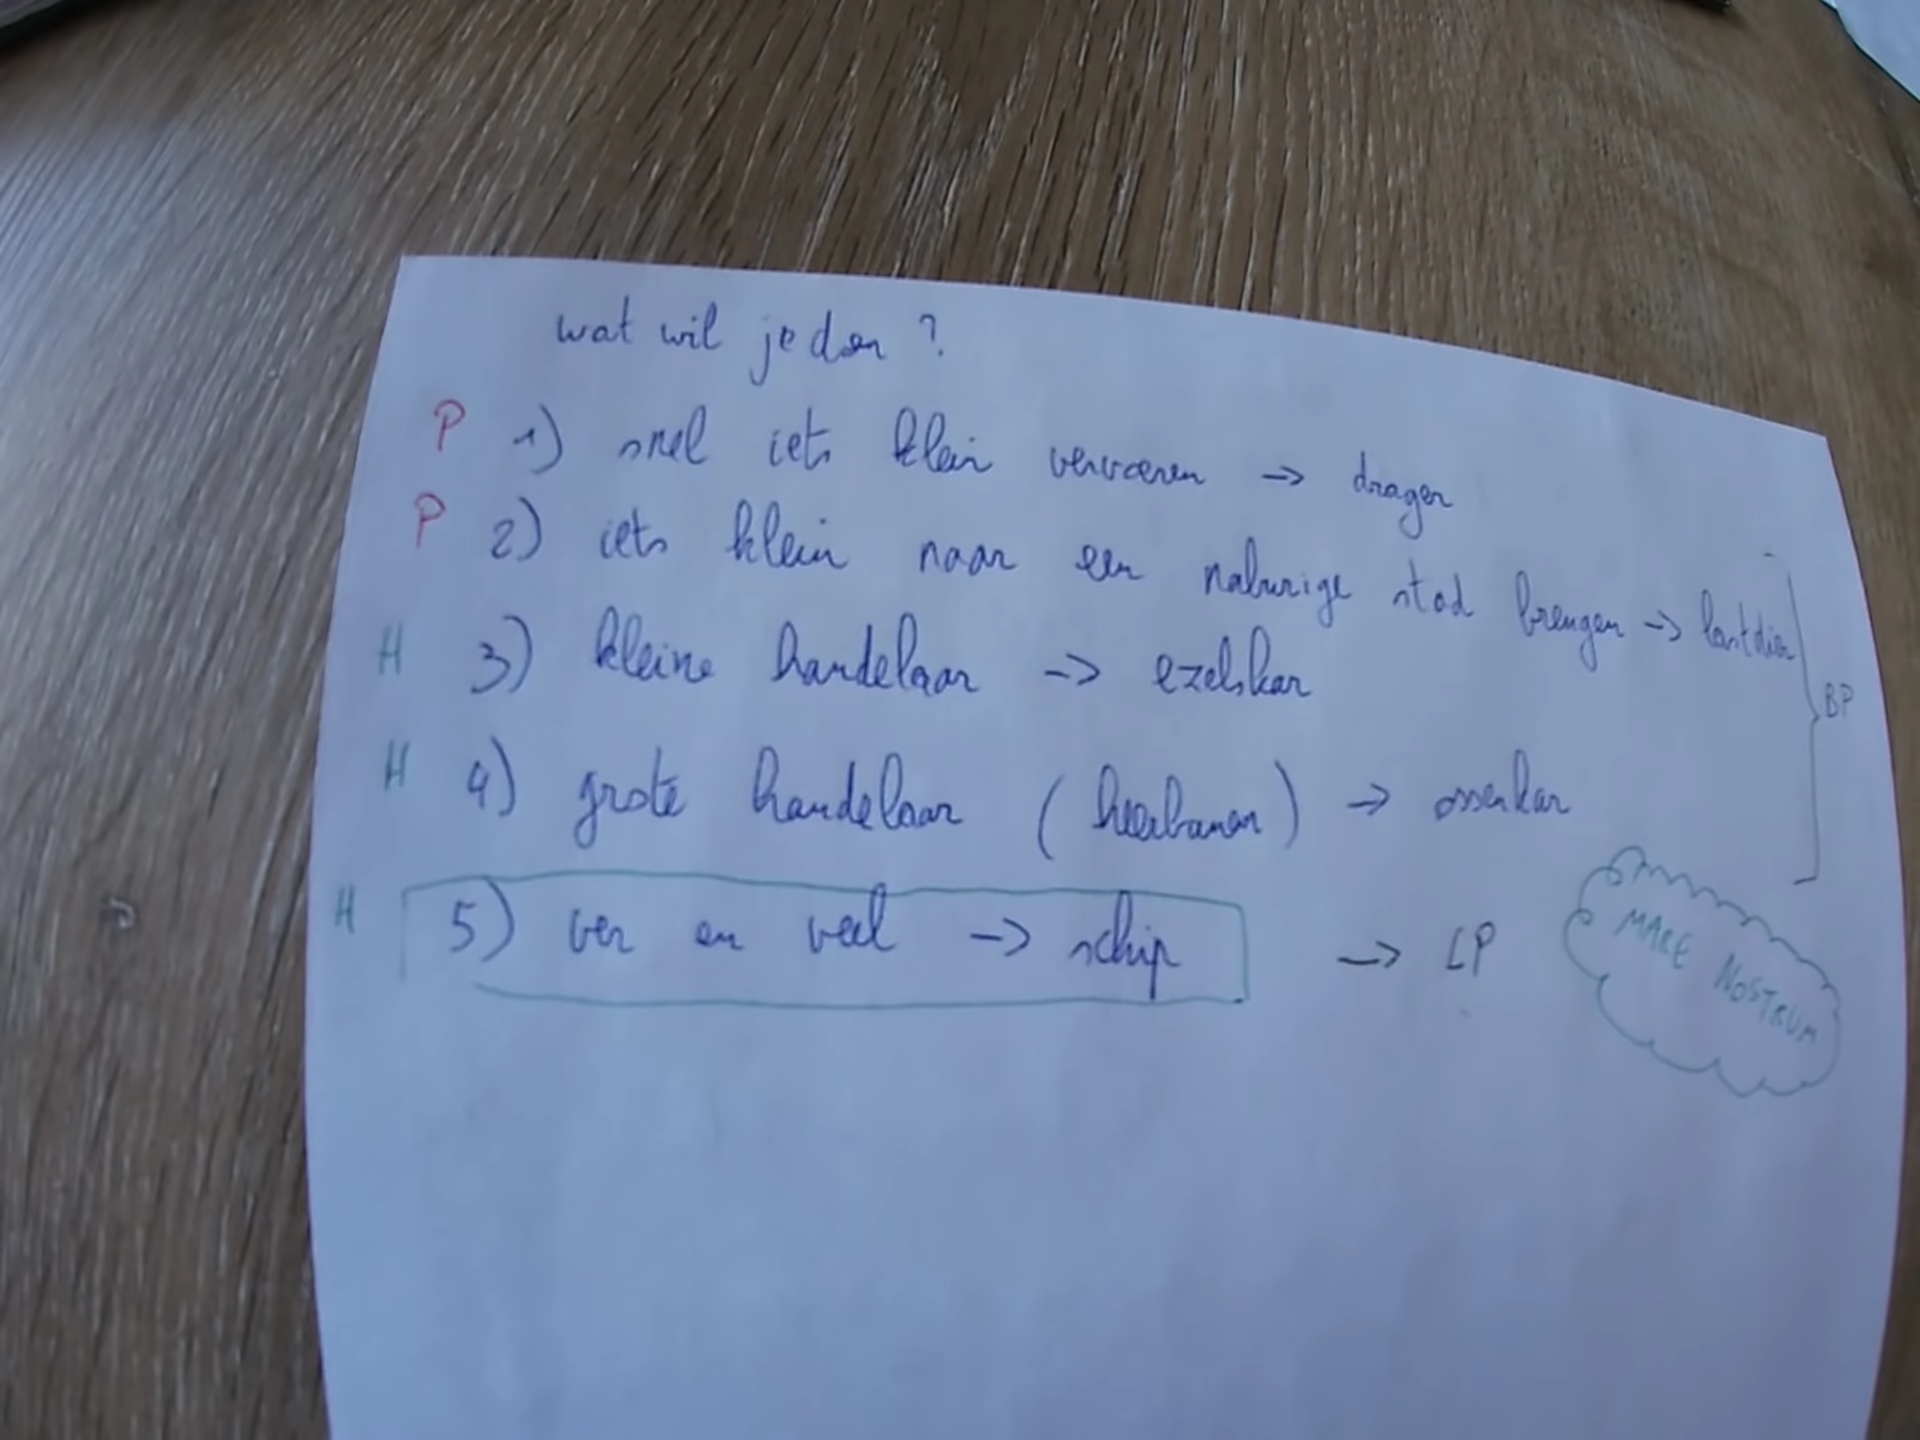 wat wil je doen ?
P 1) snel iets klein vervoeren -> drager
P 2) iets klein naar een naburige stad brengen -> lastdier
H 3) kleine handelaar -> ezelskar
BP
H 4) grote handelaar (heerbanen) -> ossenkar
H 5) ver en veel -> schip -> LP
MARE NOSTRUM